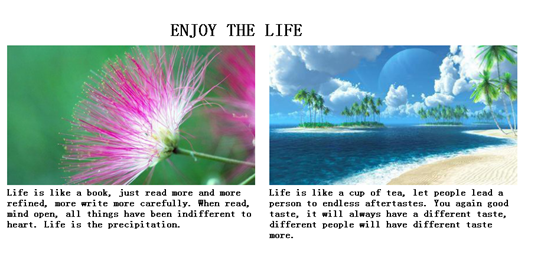 ENJOY THE LIFE
Life is like a book, just read more and more
refined, more write more carefully. When read,
mind open, all things have been indifferent to
heart. Life is the precipitation.
Life is like a cup of tea, let people lead a
person to endless aftertastes. You again good
taste, it will always have a different taste,
different people will have different taste
more.